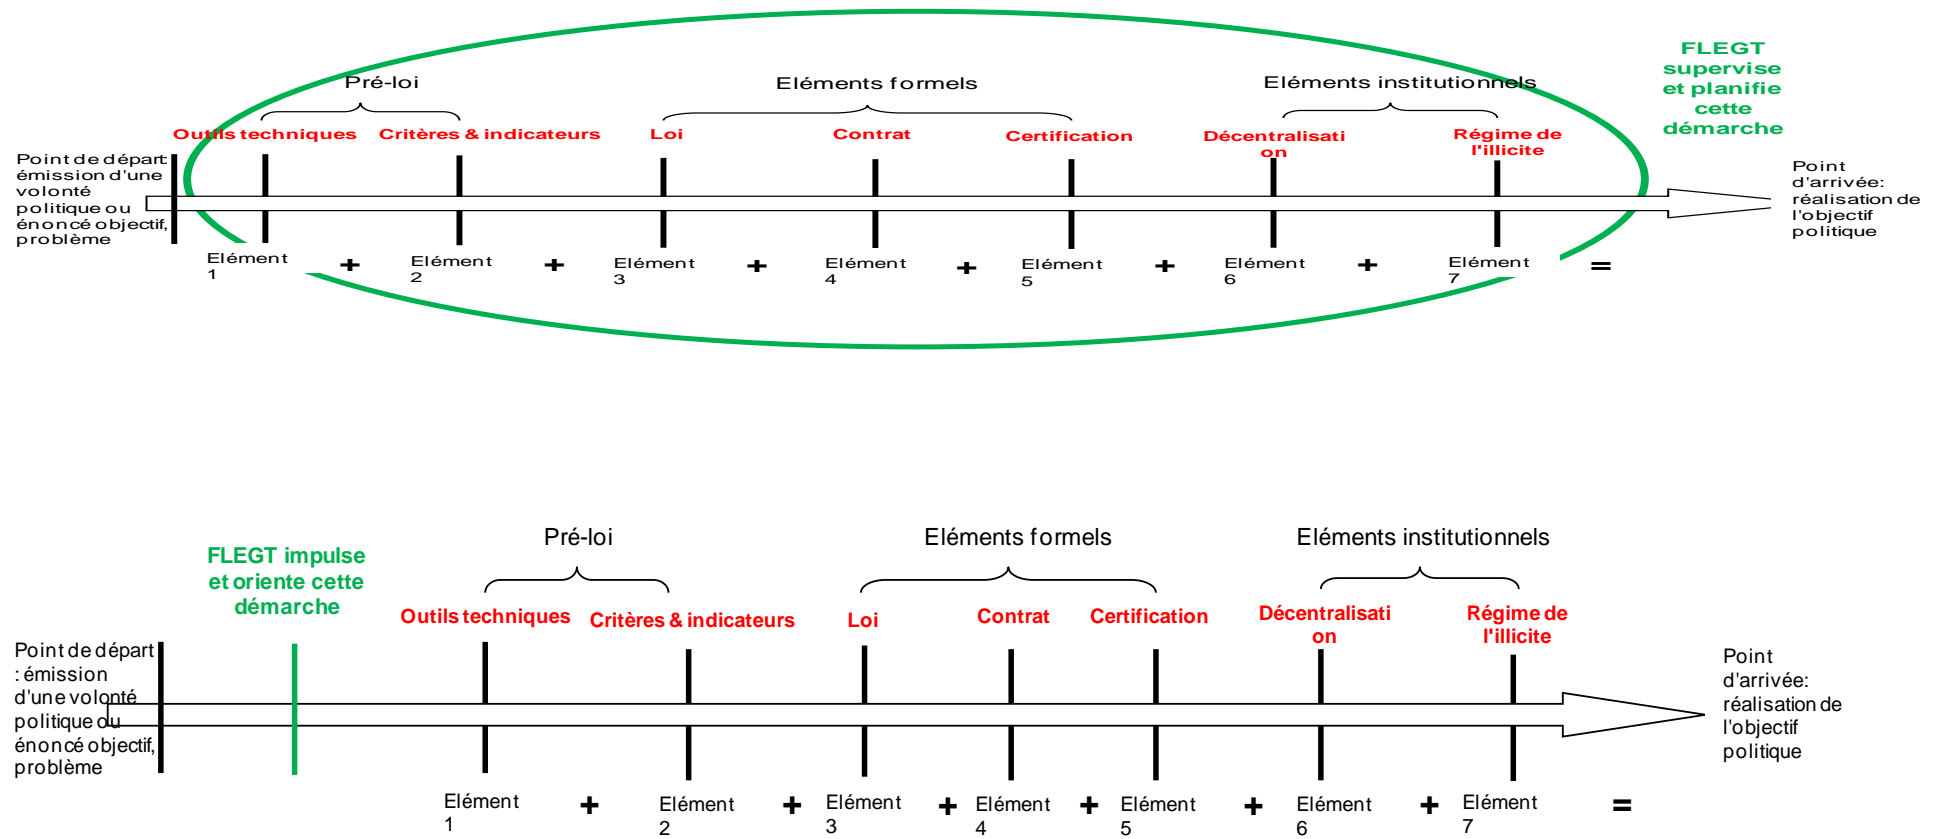 FLEGT
supervise
et planifie
cette
démarche
Pré-loi
Eléments formels
Eléments institutionnels
Outils techniques
Critères & indicateurs
Loi
Contrat
Certification
Décentralisati
on
Régime de
l'illicite
Point de départ:
émission d'une
volonté
politique ou
énoncé objectif,
problème
Point
d'arrivée:
réalisation de
l'objectif
politique
Elément
1
+
Elément
2
+
Elément
3
+
Elément
4
+
Elément
5
+
Elément
6
+
Elément
7
=
Pré-loi
Eléments formels
Eléments institutionnels
FLEGT impulse
et oriente cette
démarche
Outils techniques
Critères & indicateurs
Loi
Contrat
Certification
Décentralisati
on
Régime de
l'illicite
Point de départ
: émission
d'une volonté
politique ou
énoncé objectif,
problème
Point
d'arrivée:
réalisation de
l'objectif
politique
Elément
1
+
Elément
2
+
Elément
3
+
Elément
4
+
Elément
5
+
Elément
6
+
Elément
7
=